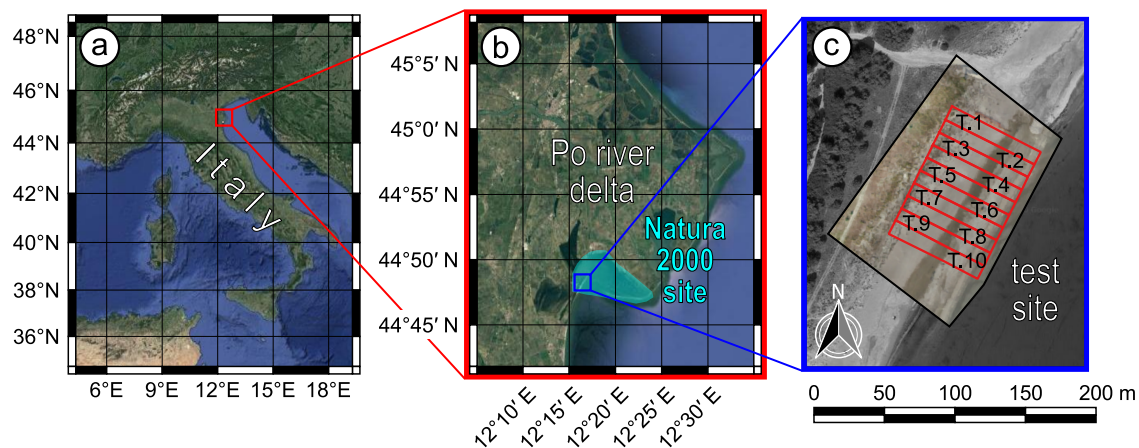 a
48°N
46°N
44°N
42°N
40°N
38°N
36°N
6°E 9°E 12°E 15°E 18°E
Italy
b
45°5′ N
45°0′ N
44°55′ N
44°50′ N
44°45′ N
12°10′ E 12°15′ E 12°20′ E 12°25′ E 12°30′ E
Po river
delta
Natura
2000
site
c
T.1
T.2
T.3
T.4
T.5
T.6
T.7
T.8
T.9
T.10
test
site
N
0 50 100 150 200 m